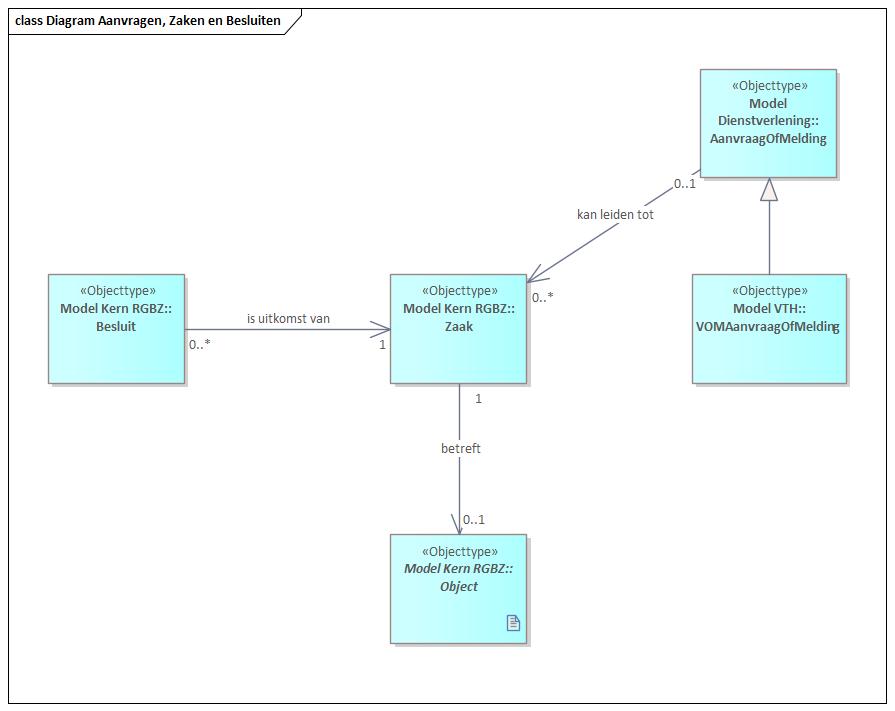 class Diagram Aanvragen, Zaken en Besluiten
«Objecttype»
Model
Dienstverlening::
AanvraagOfMelding
0..1
kan leiden tot
0..*
«Objecttype»
Model Kern RGBZ::
Besluit
0..*
is uitkomst van
1
«Objecttype»
Model Kern RGBZ::
Zaak
«Objecttype»
Model VTH::
VOMAanvraagOfMelding
1
betreft
0..1
«Objecttype»
Model Kern RGBZ::
Object